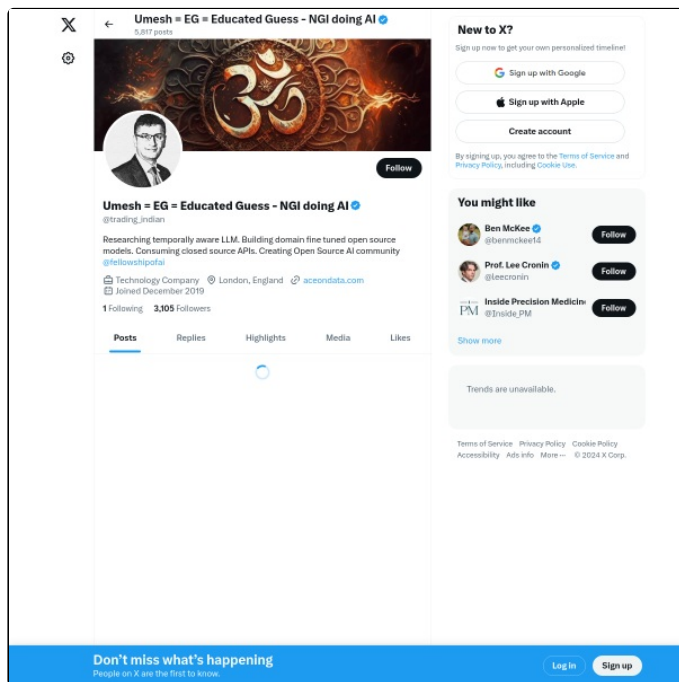 Umesh = EG = Educated Guess - NGI doing AI
5,817 posts
Follow
Umesh = EG = Educated Guess - NGI doing AI
@trading_indian
Researching temporally aware LLM. Building domain fine tuned open source
models. Consuming closed source APIs. Creating Open Source AI community
@fellowshipofai
Technology Company London, England aceondata.com
Joined December 2019
1 Following 3,105 Followers
Posts Replies Highlights Media Likes
New to X?
Sign up now to get your own personalized timeline!
Sign up with Google
Sign up with Apple
Create account
By signing up, you agree to the Terms of Service and
Privacy Policy, including Cookie Use.
You might like
Ben McKee
@benmckee14
Follow
Prof. Lee Cronin
@leecronin
Follow
PM
Inside Precision Medicin
@Inside_PM
Follow
Show more
Trends are unavailable.
Terms of Service Privacy Policy Cookie Policy
Accessibility Ads info More ··· © 2024 X Corp.
Don't miss what's happening
People on X are the first to know.
Log in
Sign up